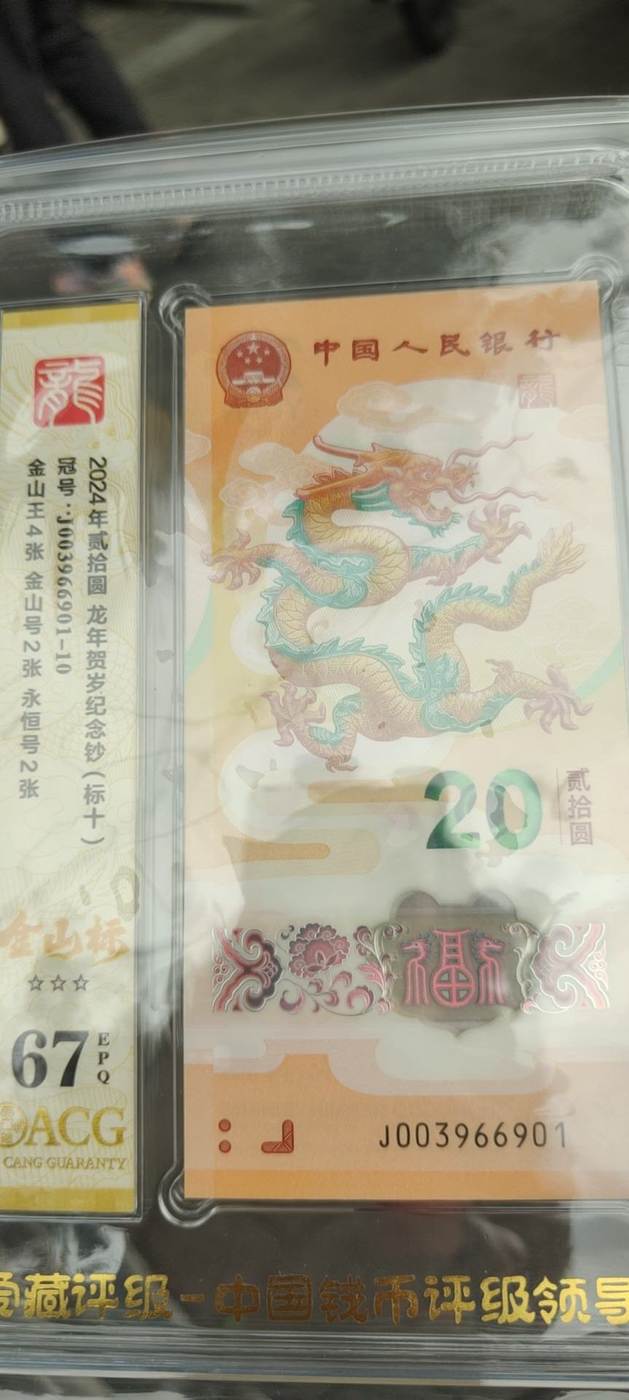 龍
2024年贰拾圆 龙年贺岁纪念钞（标十）
冠号：J003966901-10
金山王4张 金山号2张 永恒号2张
金山标
☆☆☆
67
EPQ
ACG
CANG GUARANTY
中国人民银行
20
贰拾圆
福
J003966901
爱藏评级-中国钱币评级领导